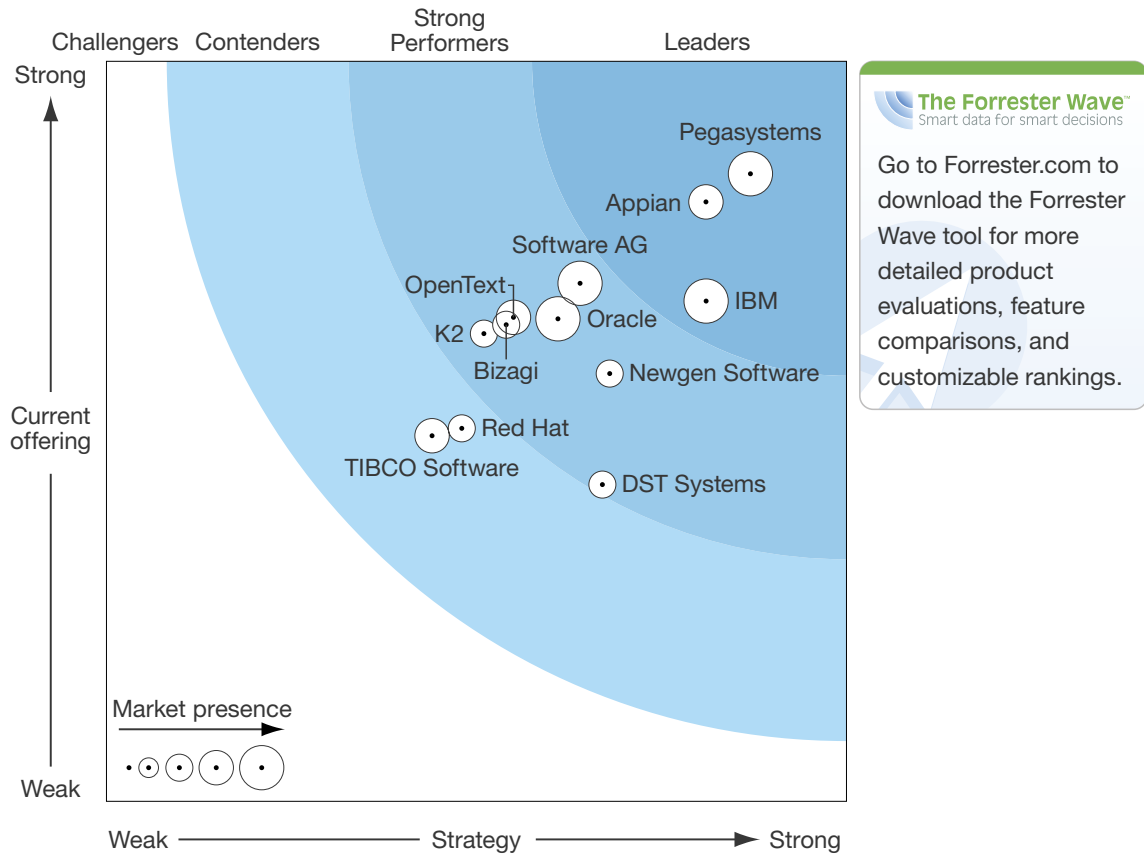 Challengers
Contenders
Strong
Performers
Leaders
Strong
The Forrester Wave™
Smart data for smart decisions
Go to Forrester.com to
download the Forrester
Wave tool for more
detailed product
evaluations, feature
comparisons, and
customizable rankings.
Pegasystems
Appian
Software AG
OpenText
IBM
Oracle
K2
Bizagi
Newgen Software
Current
offering
Red Hat
TIBCO Software
DST Systems
Market presence
Weak
Weak
Strategy
Strong